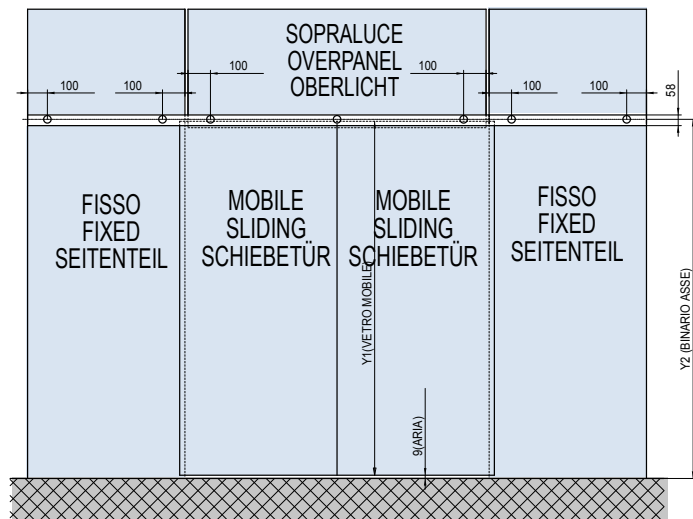 SOPRALUCE
OVERPANEL
OBERLICHT
100
100
100
100
100
100
58
FISSO
FIXED
SEITENTEIL
MOBILE
SLIDING
SCHIEBETÜR
MOBILE
SLIDING
SCHIEBETÜR
FISSO
FIXED
SEITENTEIL
Y1(VETRO MOBILE)
9(ARIA)
Y2 (BINARIO ASSE)